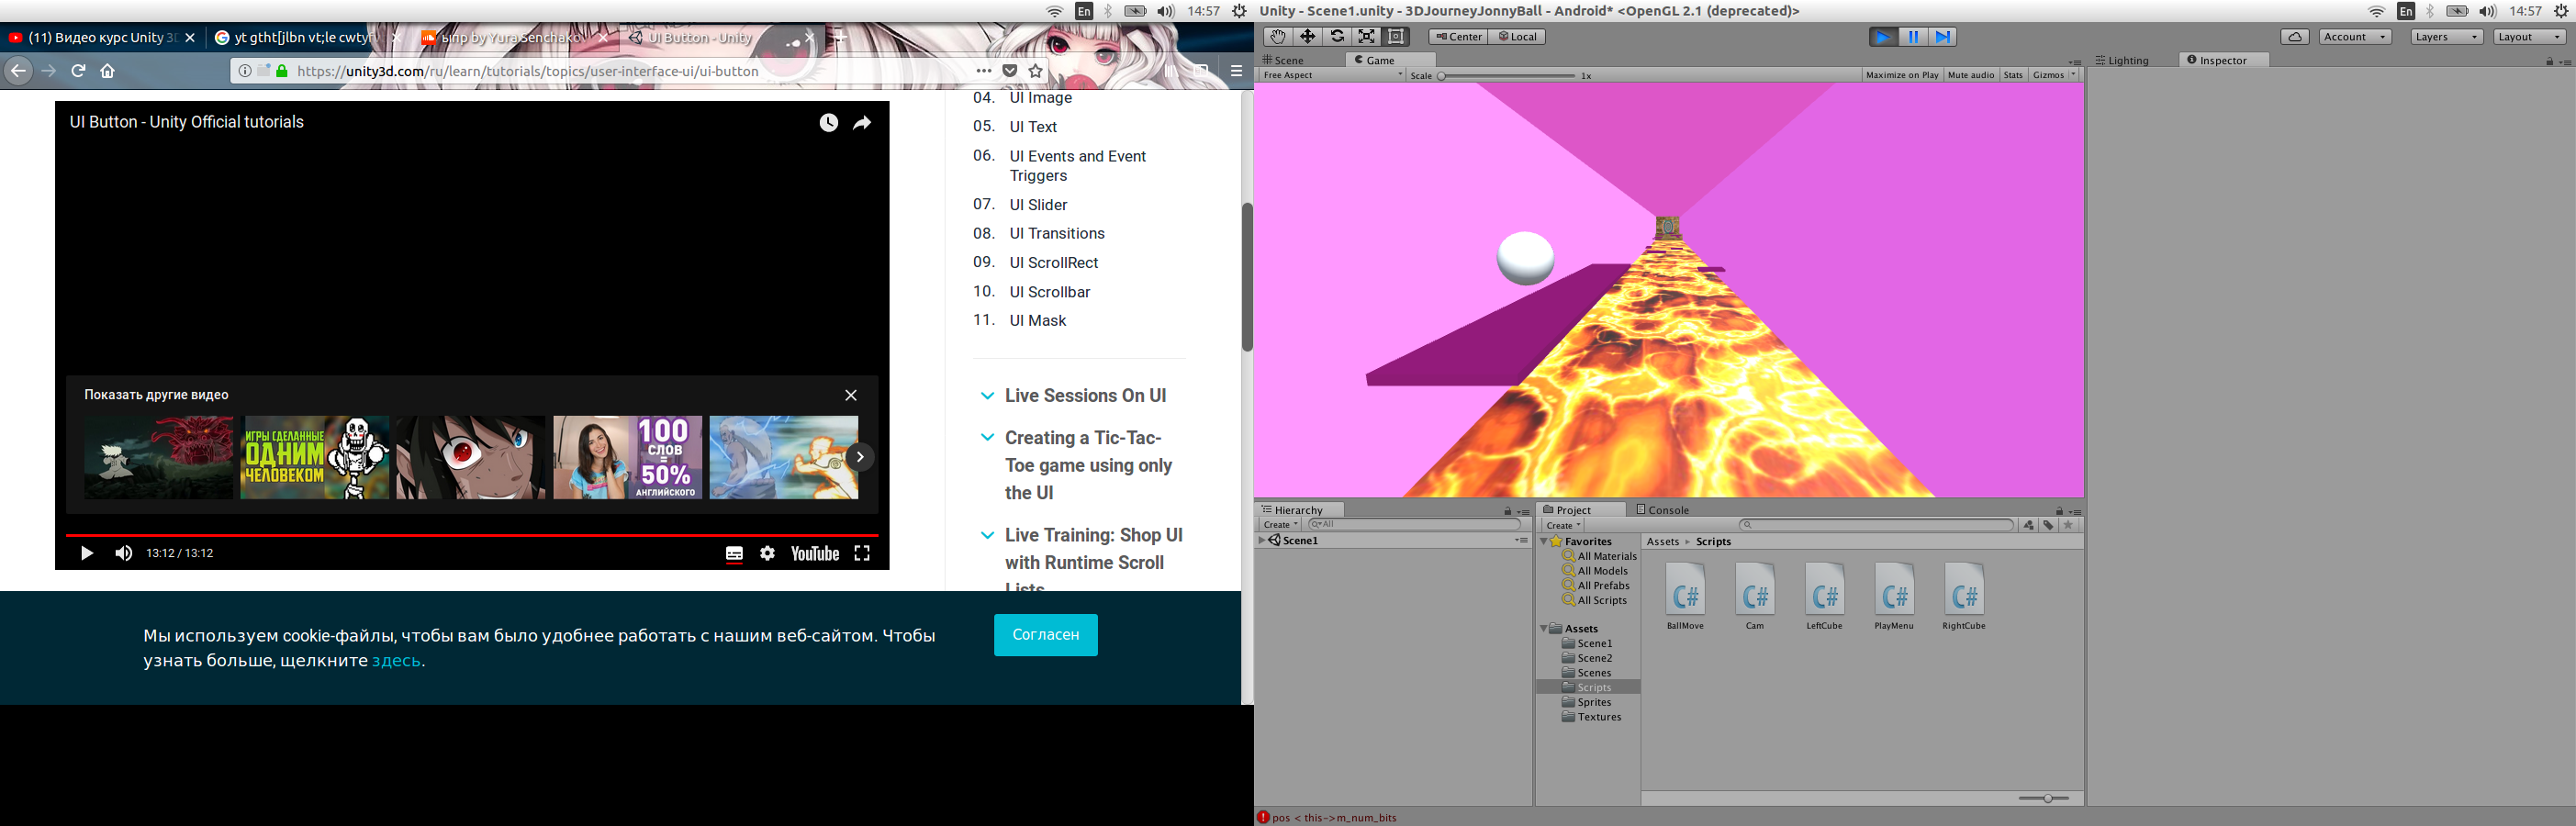 En
14:57
Unity - Scene1.unity - 3DJourneyJonnyBall - Android* <OpenGL 2.1 (deprecated)>
En
14:57
(11) Видео курс Unity 3D
yt gtht[jlbn vt;le cwtyf
ыпр by Yura Senchako
UI Button - Unity
https://unity3d.com/ru/learn/tutorials/topics/user-interface-ui/ui-button
UI Button - Unity Official tutorials
Показать другие видео
ИГРЫ СДЕЛАННЫЕ
ОДНИМ
ЧЕЛОВЕКОМ
100
СЛОВ
=
50%
АНГЛИЙСКОГО
13:12 / 13:12
YouTube
04. UI Image
05. UI Text
06. UI Events and Event
Triggers
07. UI Slider
08. UI Transitions
09. UI ScrollRect
10. UI Scrollbar
11. UI Mask
Live Sessions On UI
Creating a Tic-Tac-
Toe game using only
the UI
Live Training: Shop UI
with Runtime Scroll
Lists
Мы используем cookie-файлы, чтобы вам было удобнее работать с нашим веб-сайтом. Чтобы
узнать больше, щелкните здесь.
Согласен
Center
Local
Account
Layers
Layout
Scene
Game
Free Aspect
Scale
1x
Maximize on Play
Mute audio
Stats
Gizmos
Lighting
Inspector
Hierarchy
Create
All
Scene1
Project
Console
Create
Favorites
All Materials
All Models
All Prefabs
All Scripts
Assets
Scene1
Scene2
Scenes
Scripts
Sprites
Textures
Assets ▸ Scripts
C#
C#
C#
C#
C#
BallMove
Cam
LeftCube
PlayMenu
RightCube
pos < this->m_num_bits